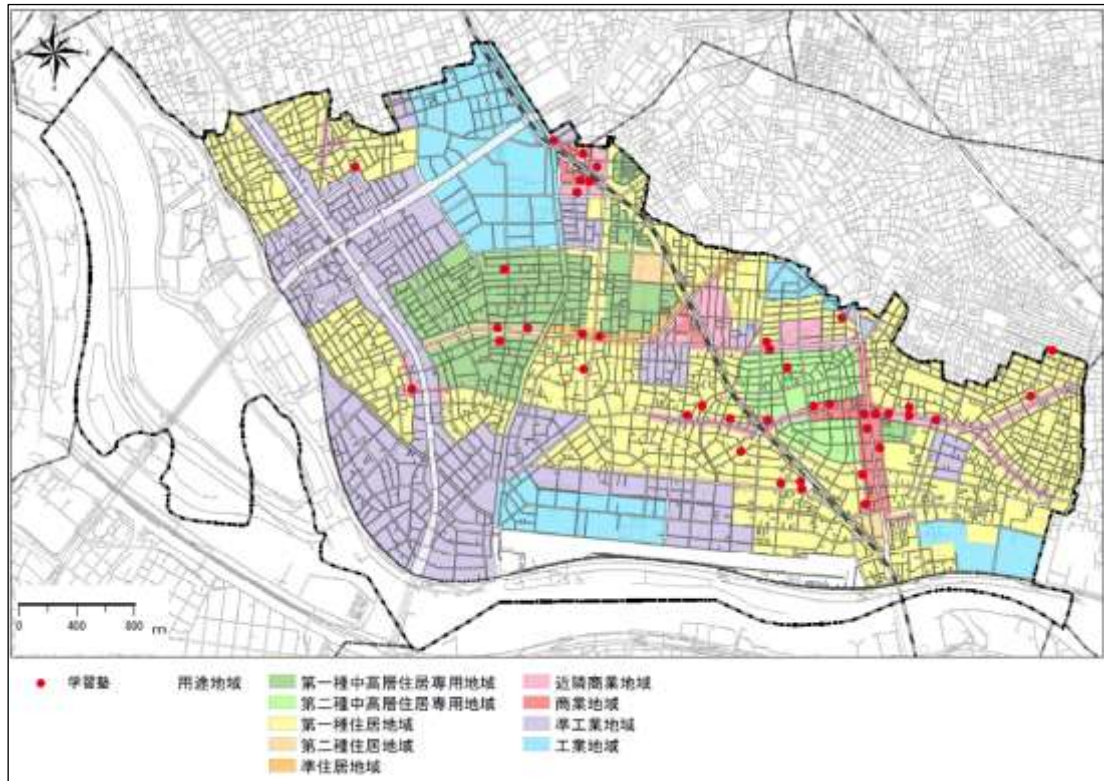 0 400 800 m
学習塾
用途地域
第一種中高層住居専用地域
第二種中高層住居専用地域
第一種住居地域
第二種住居地域
準住居地域
近隣商業地域
商業地域
準工業地域
工業地域